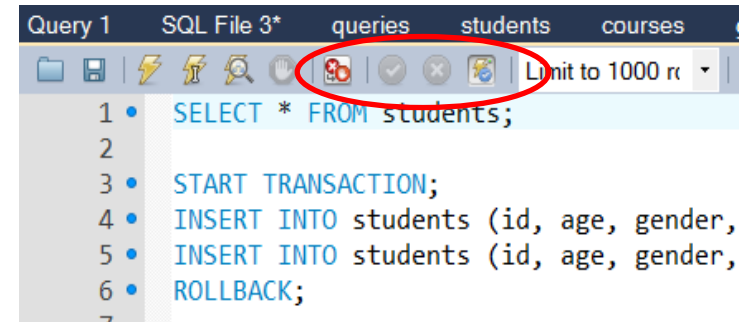 Query 1 SQL File 3* queries students courses
Limit to 1000 rc
1 SELECT * FROM students;
2
3 START TRANSACTION;
4 INSERT INTO students (id, age, gender,
5 INSERT INTO students (id, age, gender,
6 ROLLBACK;